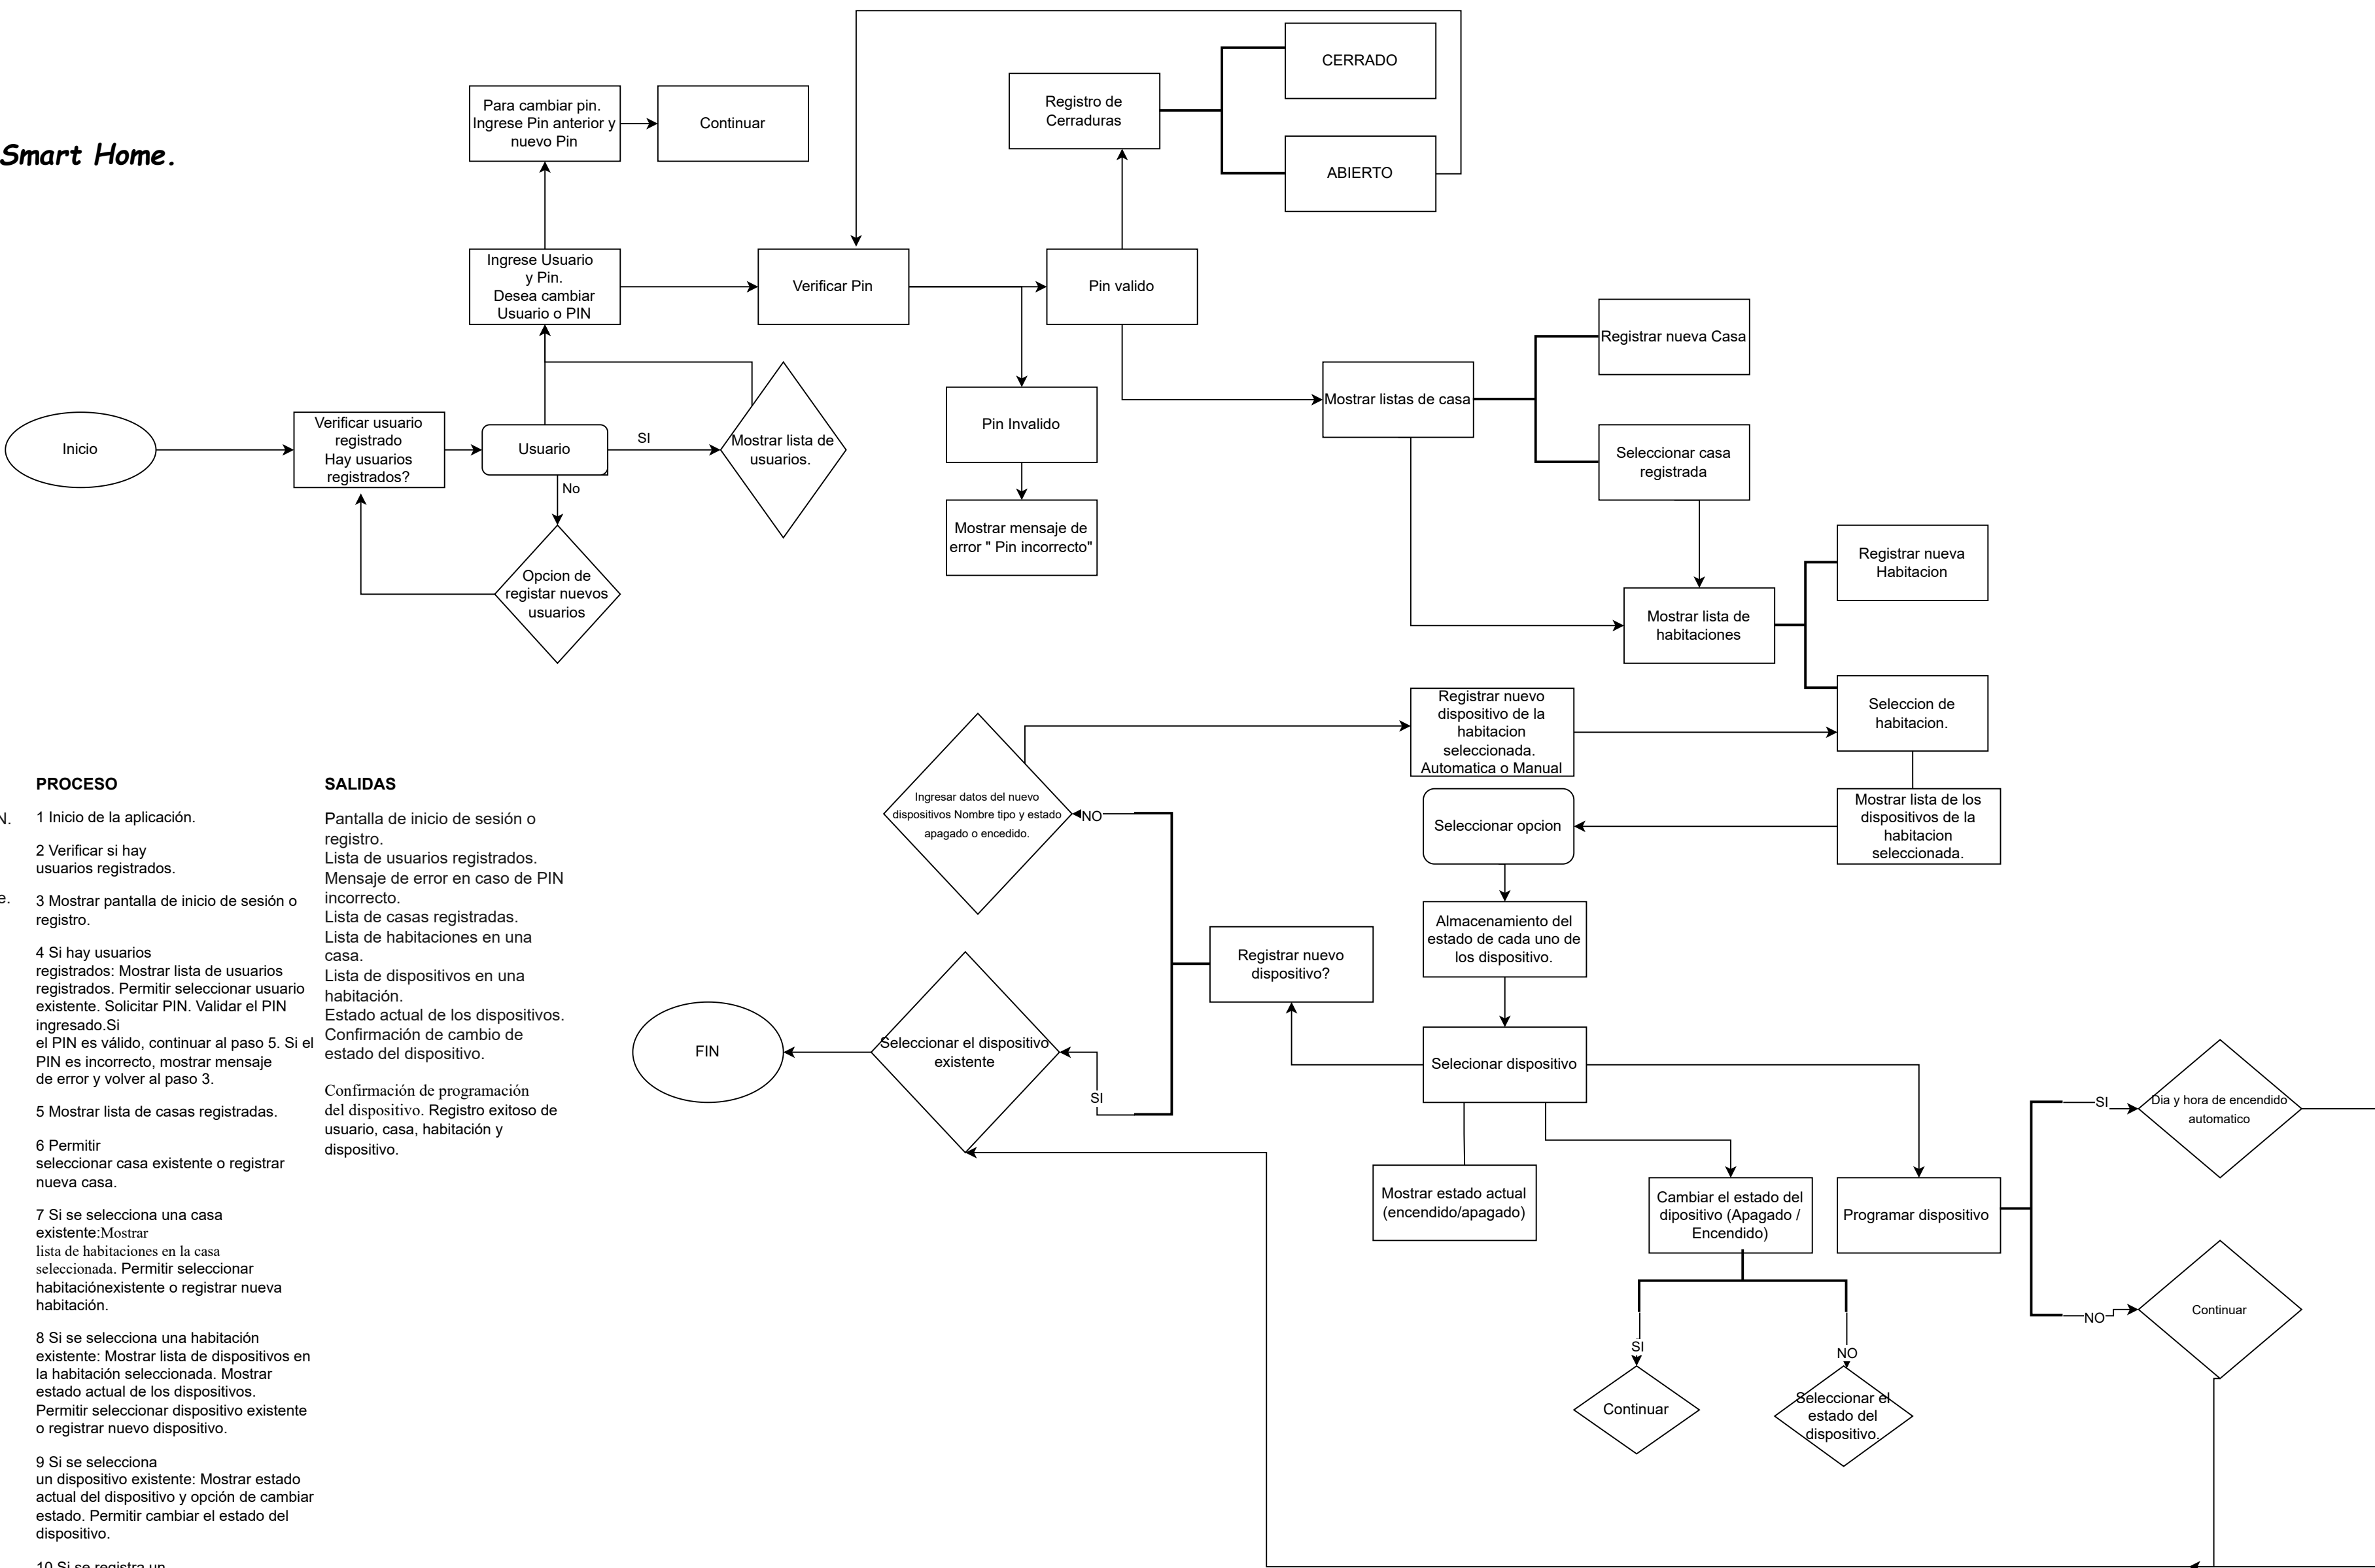 CERRADO
Registro de
Cerraduras
ABIERTO
Para cambiar pin.
Ingrese Pin anterior y
nuevo Pin
Continuar
Smart Home.
Ingrese Usuario
y Pin.
Desea cambiar
Usuario o PIN
Verificar Pin
Pin valido
Registrar nueva Casa
Mostrar listas de casa
Seleccionar casa
registrada
Pin Invalido
Mostrar mensaje de
error " Pin incorrecto"
Inicio
Verificar usuario
registrado
Hay usuarios
registrados?
Usuario
SI
No
Mostrar lista de
usuarios.
Opcion de
registar nuevos
usuarios
Registrar nueva
Habitacion
Mostrar lista de
habitaciones
Seleccion de
habitacion.
Registrar nuevo
dispositivo de la
habitacion
seleccionada.
Automatica o Manual
Mostrar lista de los
dispositivos de la
habitacion
seleccionada.
Seleccionar opcion
Ingresar datos del nuevo
dispositivos Nombre tipo y estado
apagado o encedido.
NO
Almacenamiento del
estado de cada uno de
los dispositivo.
Registrar nuevo
dispositivo?
Selecionar dispositivo
Seleccionar el dispositivo
existente
SI
FIN
Mostrar estado actual
(encendido/apagado)
Cambiar el estado del
dipositivo (Apagado /
Encendido)
Programar dispositivo
SI
Dia y hora de encendido
automatico
NO
Continuar
SI
Continuar
NO
Seleccionar el
estado del
dispositivo.
N.
e.
PROCESO
1 Inicio de la aplicación.
2 Verificar si hay
usuarios registrados.
3 Mostrar pantalla de inicio de sesión o
registro.
4 Si hay usuarios
registrados: Mostrar lista de usuarios
registrados. Permitir seleccionar usuario
existente. Solicitar PIN. Validar el PIN
ingresado.Si
el PIN es válido, continuar al paso 5. Si el
PIN es incorrecto, mostrar mensaje
de error y volver al paso 3.
5 Mostrar lista de casas registradas.
6 Permitir
seleccionar casa existente o registrar
nueva casa.
7 Si se selecciona una casa
existente:Mostrar
lista de habitaciones en la casa
seleccionada. Permitir seleccionar
habitaciónexistente o registrar nueva
habitación.
8 Si se selecciona una habitación
existente: Mostrar lista de dispositivos en
la habitación seleccionada. Mostrar
estado actual de los dispositivos.
Permitir seleccionar dispositivo existente
o registrar nuevo dispositivo.
9 Si se selecciona
un dispositivo existente: Mostrar estado
actual del dispositivo y opción de cambiar
estado. Permitir cambiar el estado del
dispositivo.
10 Si se registra un
SALIDAS
Pantalla de inicio de sesión o
registro.
Lista de usuarios registrados.
Mensaje de error en caso de PIN
incorrecto.
Lista de casas registradas.
Lista de habitaciones en una
casa.
Lista de dispositivos en una
habitación.
Estado actual de los dispositivos.
Confirmación de cambio de
estado del dispositivo.
Confirmación de programación
del dispositivo. Registro exitoso de
usuario, casa, habitación y
dispositivo.